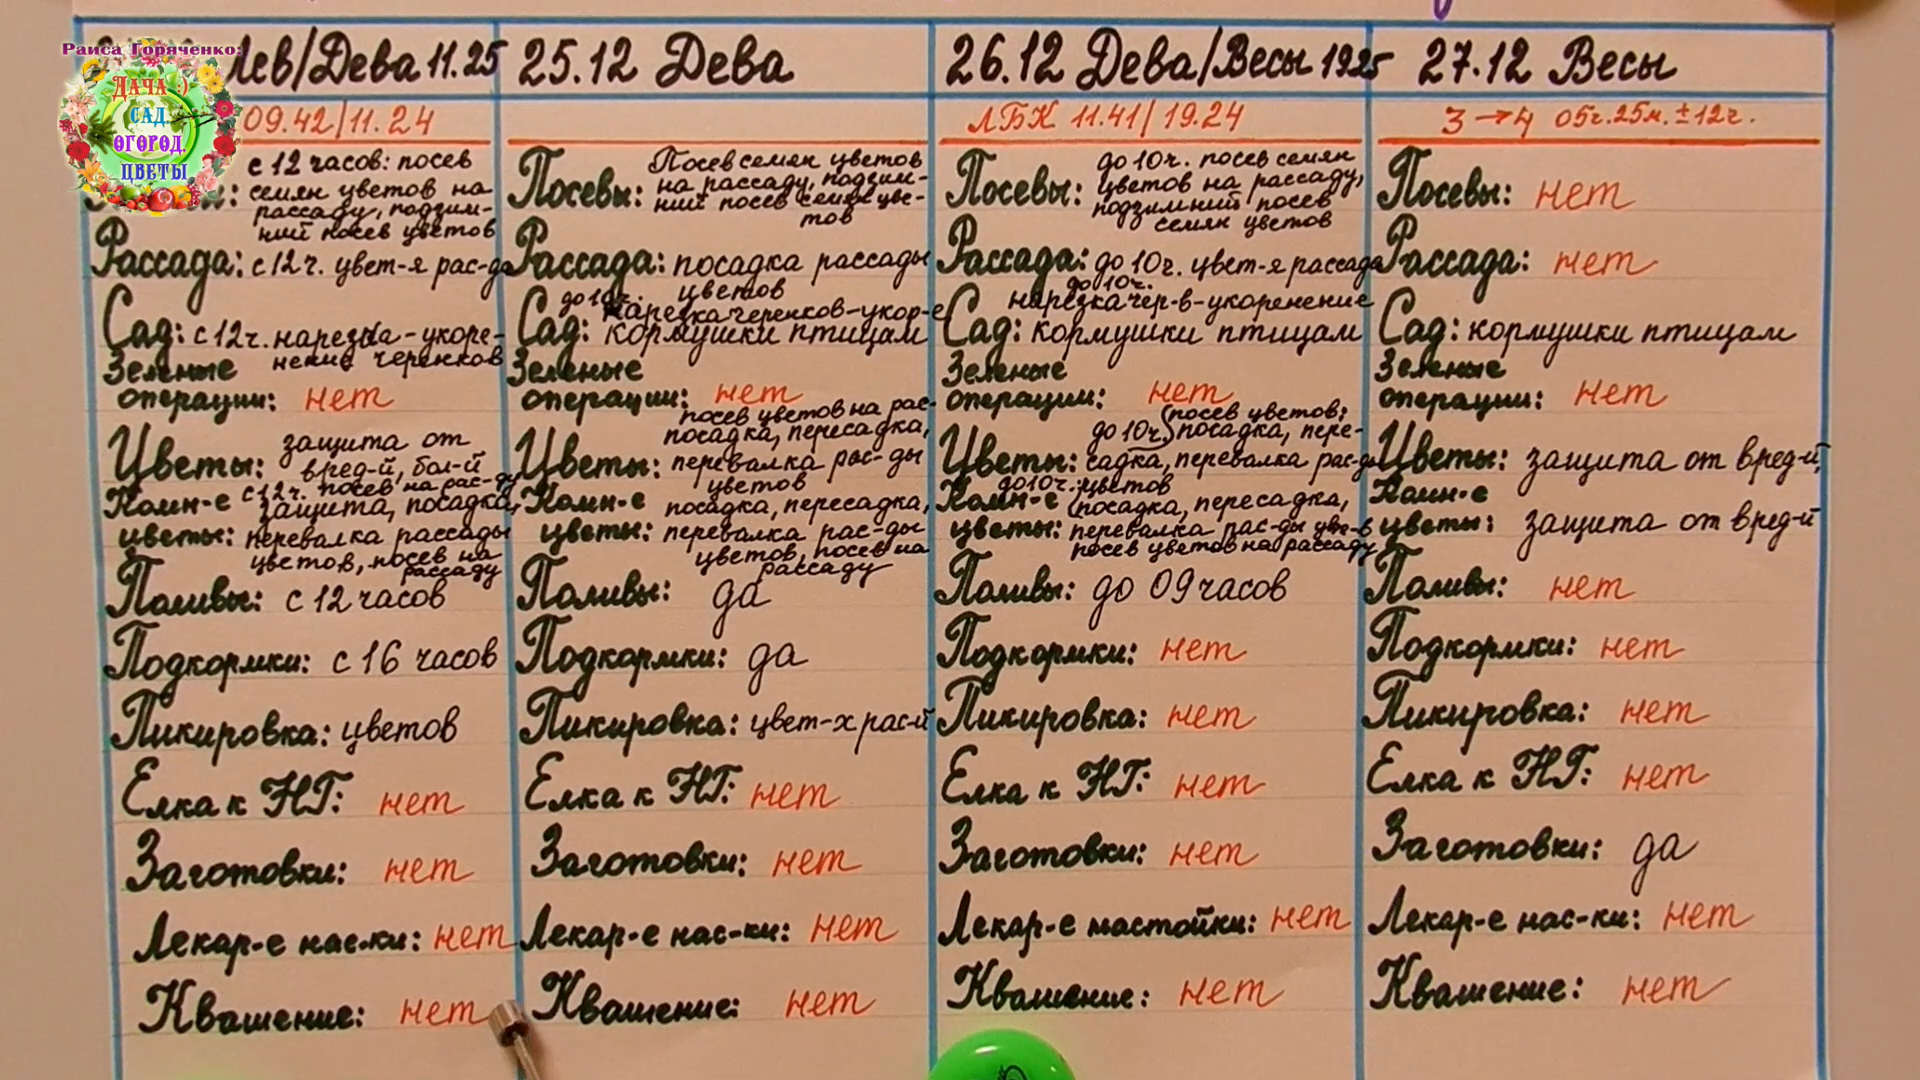 Раиса Горяченко:
Дача :)
сад
огород
цветы
Лев/Дева 11.25
09.42/11.24
с 12 часов: посев
семян цветов на
рассаду, подзим-
ний посев цветов
Рассада: с 12 ч. цвет-я рас-да
Сад: с 12 ч. нарезка-укоре-
нение черенков
Зеленые
операции: нет
Цветы: защита от
вред-й, бол-й
с 12 ч. посев на рас-ду
Комн-е защита, посадка,
цветы: перевалка рассады
цветов, посев на
рассаду
Поливы: с 12 часов
Подкормки: с 16 часов
Пикировка: цветов
Елка к НГ: нет
Заготовки: нет
Лекар-е нас-ки: нет
Квашение: нет
25.12 Дева
Посев семян цветов
Посевы: на рассаду, подзим-
ний посев семян цве-
тов
Рассада: посадка рассады
цветов
до 10ч. нарезка черенков-укор-е
Сад: кормушки птицам
Зеленые
операции: нет
посев цветов на рас-
посадка, пересадка,
Цветы: перевалка рас-ды
цветов
Комн-е посадка, пересадка,
цветы: перевалка рас-ды
цветов, посев на
рассаду
Поливы: да
Подкормки: да
Пикировка: цвет-х рас-й
Елка к НГ: нет
Заготовки: нет
Лекар-е нас-ки: нет
Квашение: нет
26.12 Дева/Весы 19.25
ЛБК 11.41/19.24
до 10ч. посев семян
Посевы: цветов на рассаду,
подзимний посев
семян цветов
Рассада: до 10ч. цвет-я рассада
до 10ч.
нарезка чер-в-укоренение
Сад: кормушки птицам
Зеленые
операции: нет
(посев цветов;
до 10ч.) посадка, пере-
Цветы: садка, перевалка рас-ды
до 10ч. цветов
Комн-е (посадка, пересадка,
цветы: перевалка рас-ды цве-в
посев цветов на рассаду
Поливы: до 09 часов
Подкормки: нет
Пикировка: нет
Елка к НГ: нет
Заготовки: нет
Лекар-е настойки: нет
Квашение: нет
27.12 Весы
3 → 4 05ч.25м. ± 12ч.
Посевы: нет
Рассада: нет
Сад: кормушки птицам
Зеленые
операции: нет
Цветы: защита от вред-й,
Комн-е
цветы: защита от вред-й
Поливы: нет
Подкормки: нет
Пикировка: нет
Елка к НГ: нет
Заготовки: да
Лекар-е нас-ки: нет
Квашение: нет